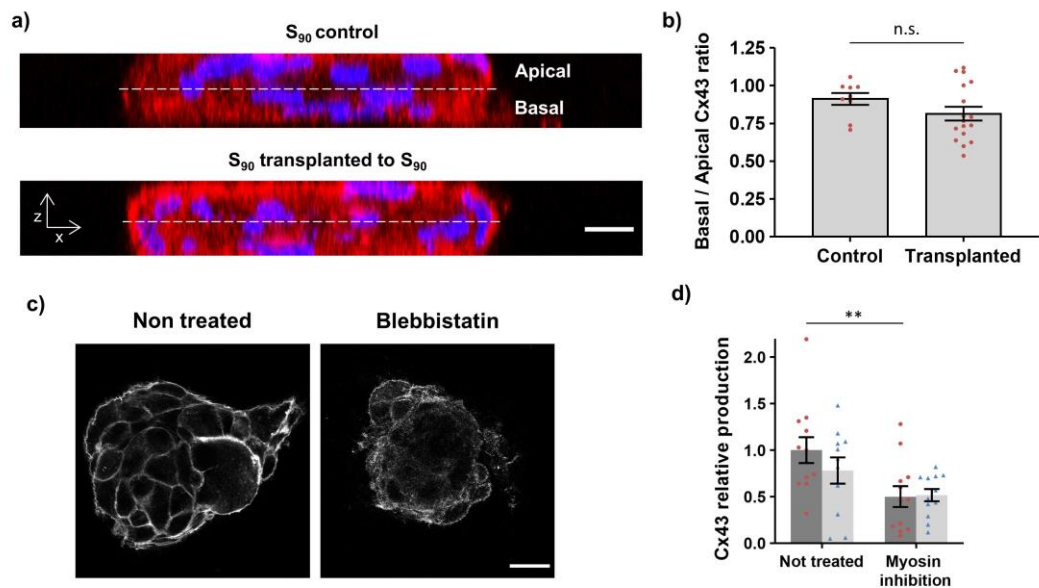 a)
S₉₀ control
Apical
Basal
S₉₀ transplanted to S₉₀
z
x
b)
n.s.
Basal / Apical Cx43 ratio
1.25
1.00
0.75
0.50
0.25
0.00
Control Transplanted
c)
Non treated Blebbistatin
d)
**
Cx43 relative production
2.0
1.5
1.0
0.5
0.0
Not treated Myosin
inhibition